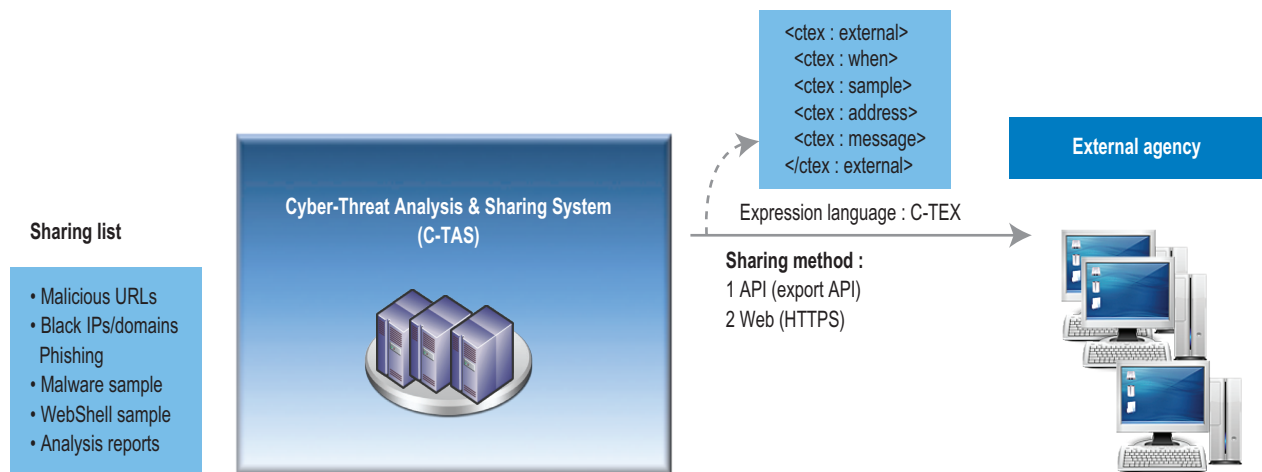 Sharing list
• Malicious URLs
• Black IPs/domains
Phishing
• Malware sample
• WebShell sample
• Analysis reports
Cyber-Threat Analysis & Sharing System
(C-TAS)
<ctex : external>
<ctex : when>
<ctex : sample>
<ctex : address>
<ctex : message>
</ctex : external>
Expression language : C-TEX
Sharing method :
1 API (export API)
2 Web (HTTPS)
External agency